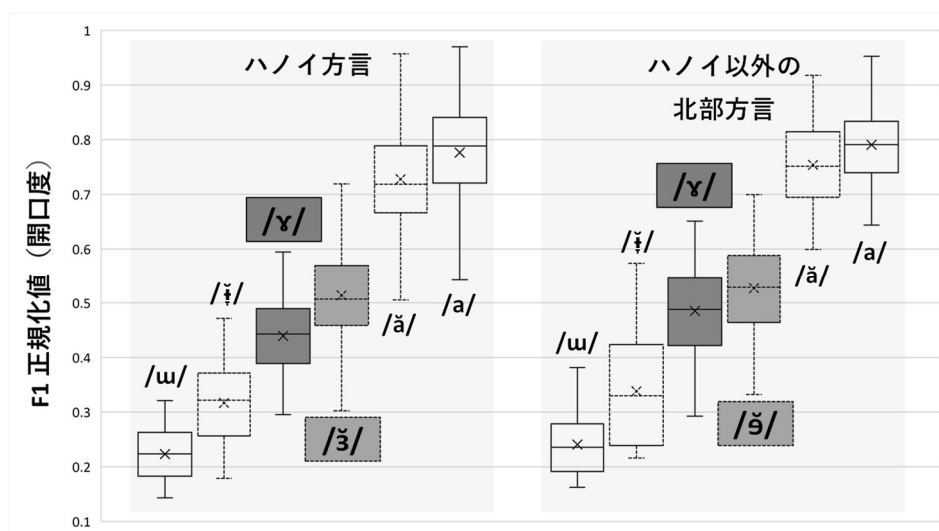 F1 正規化値（開口度）
1
0.9
0.8
0.7
0.6
0.5
0.4
0.3
0.2
0.1
ハノイ方言
/ɯ/
/ɨ̞̆/
/ɤ/
/ɜ̆/
/ă/
/a/
ハノイ以外の
北部方言
/ɯ/
/ɨ̞̆/
/ɤ/
/ɘ̞̆/
/ă/
/a/